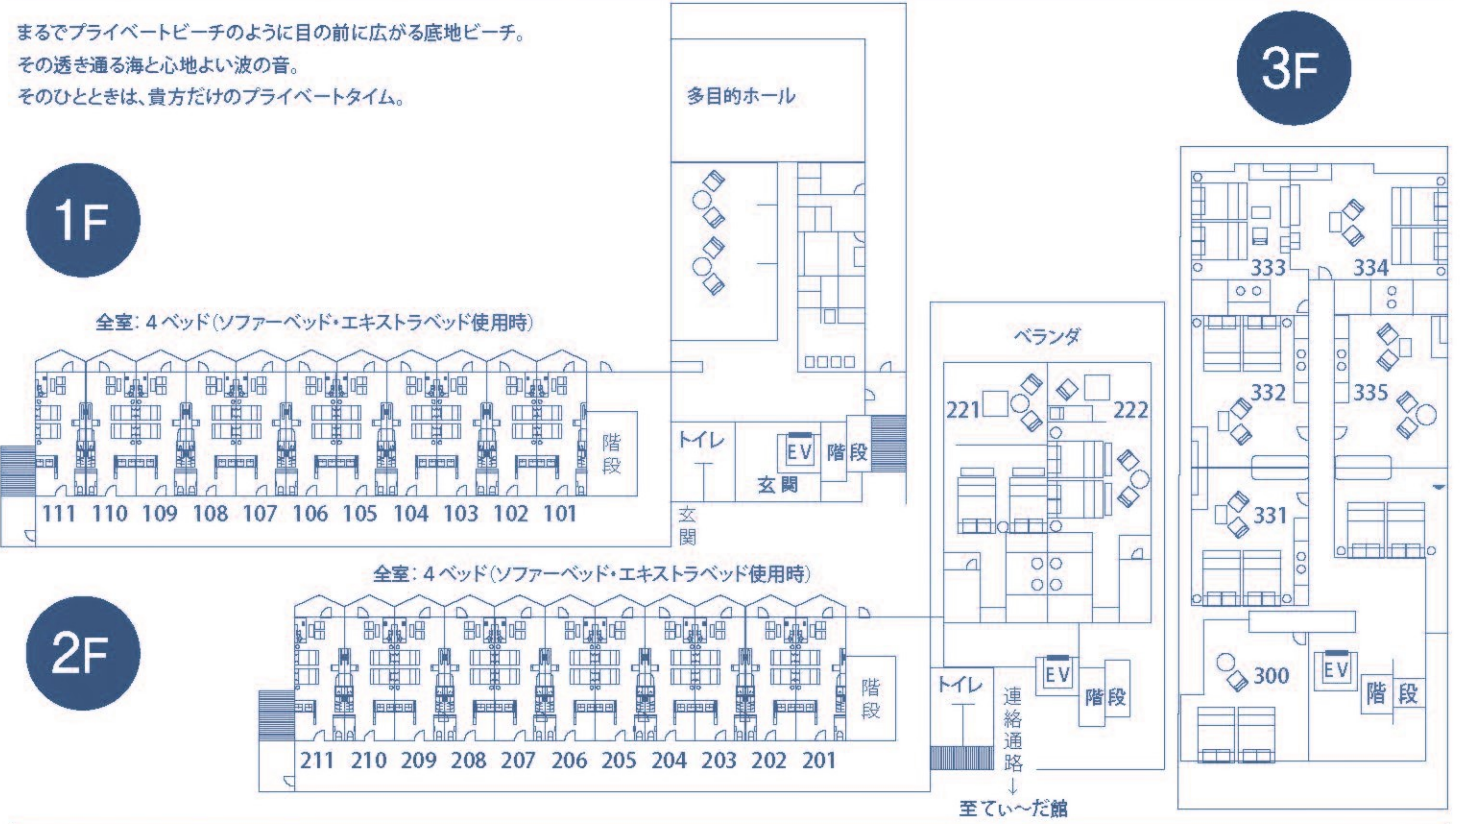 まるでプライベートビーチのように目の前に広がる底地ビーチ。
その透き通る海と心地よい波の音。
そのひとときは、貴方だけのプライベートタイム。
1F
全室：4ベッド（ソファーベッド・エキストラベッド使用時）
階段
111 110 109 108 107 106 105 104 103 102 101
多目的ホール
トイレ
EV
階段
玄関
玄関
2F
全室：4ベッド（ソファーベッド・エキストラベッド使用時）
階段
211 210 209 208 207 206 205 204 203 202 201
ベランダ
221
222
トイレ
EV
階段
連絡通路
↓
至てぃ〜だ館
3F
333
334
332
335
331
300
EV
階段